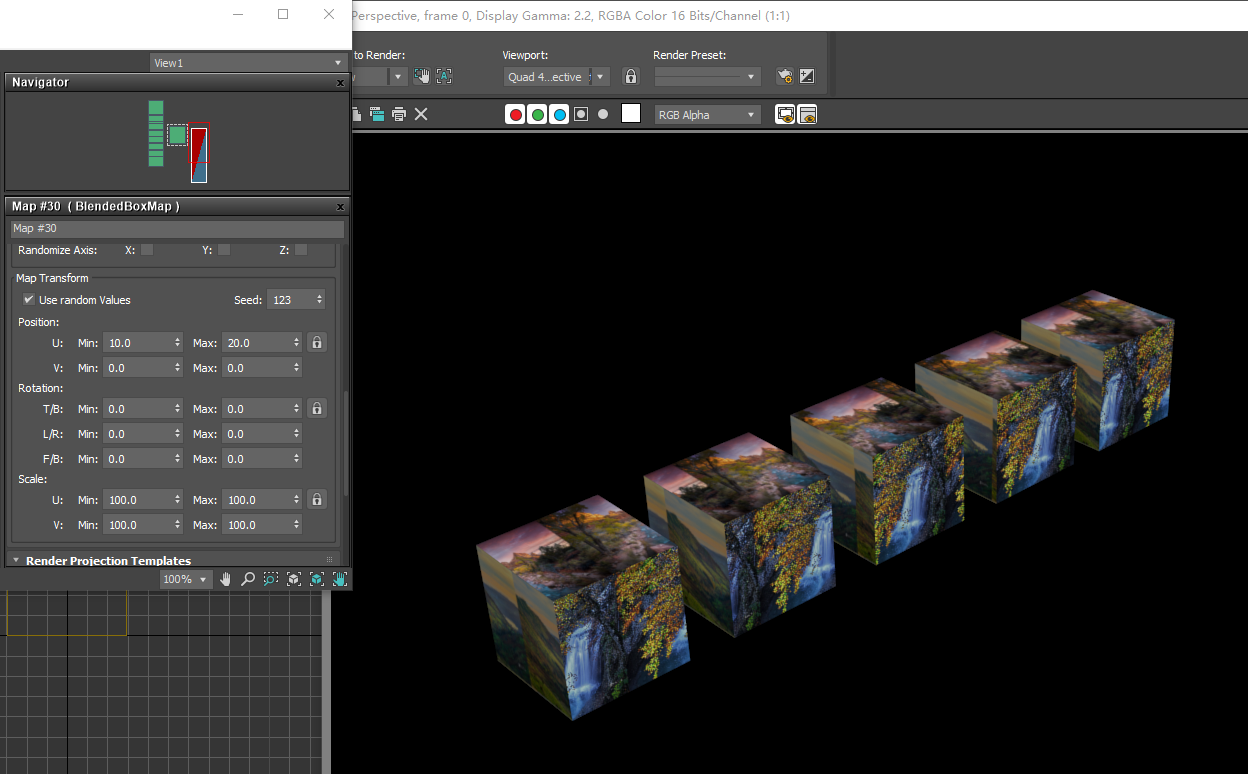 Perspective, frame 0, Display Gamma: 2.2, RGBA Color 16 Bits/Channel (1:1)
to Render:
Viewport:
Render Preset:
View1
Quad 4...ective
Navigator
RGB Alpha
Map #30 ( BlendedBoxMap )
Map #30
Randomize Axis: X: Y: Z:
Map Transform
Use random Values Seed: 123
Position:
U: Min: 10.0 Max: 20.0
V: Min: 0.0 Max: 0.0
Rotation:
T/B: Min: 0.0 Max: 0.0
L/R: Min: 0.0 Max: 0.0
F/B: Min: 0.0 Max: 0.0
Scale:
U: Min: 100.0 Max: 100.0
V: Min: 100.0 Max: 100.0
Render Projection Templates
100%